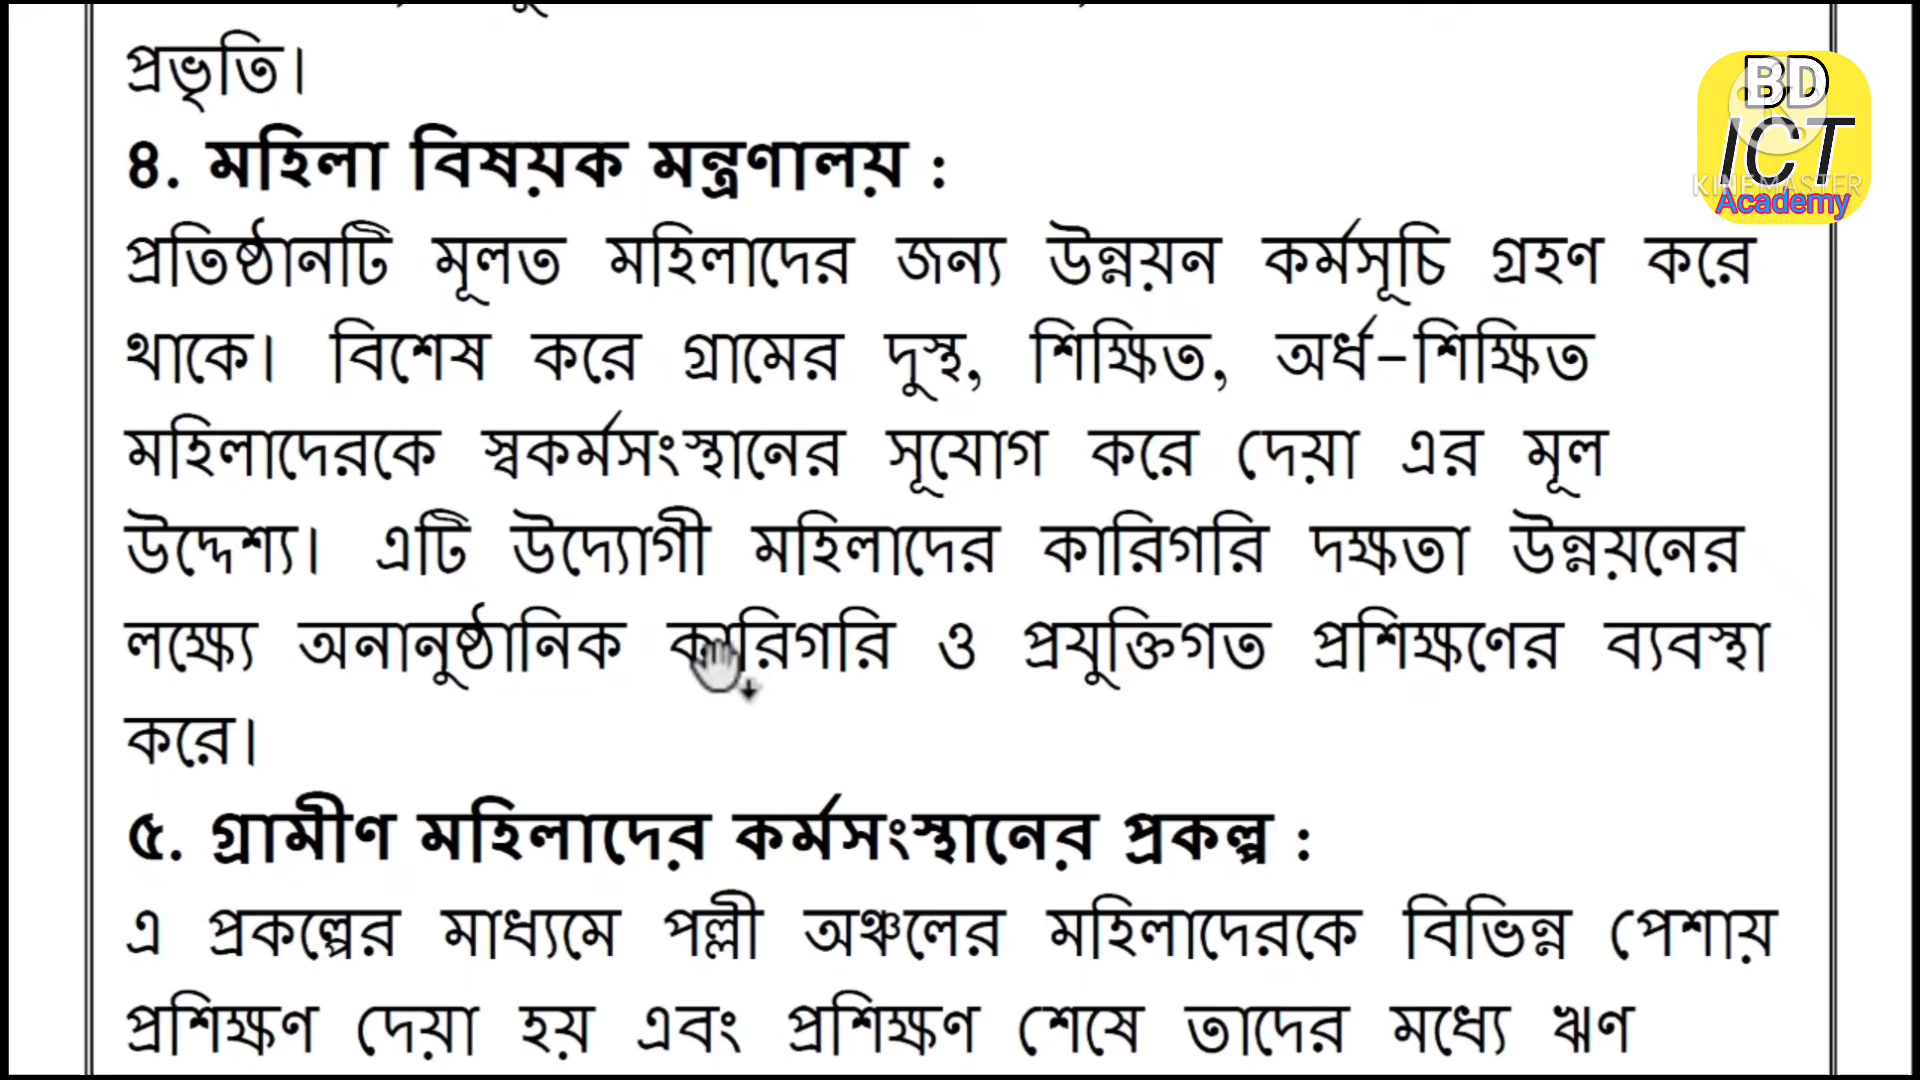 প্রভৃতি।
৪. মহিলা বিষয়ক মন্ত্রণালয় :
প্রতিষ্ঠানটি মূলত মহিলাদের জন্য উন্নয়ন কর্মসূচি গ্রহণ করে
থাকে। বিশেষ করে গ্রামের দুস্থ, শিক্ষিত, অর্ধ-শিক্ষিত
মহিলাদেরকে স্বকর্মসংস্থানের সূযোগ করে দেয়া এর মূল
উদ্দেশ্য। এটি উদ্যোগী মহিলাদের কারিগরি দক্ষতা উন্নয়নের
লক্ষ্যে অনানুষ্ঠানিক কারিগরি ও প্রযুক্তিগত প্রশিক্ষণের ব্যবস্থা
করে।
৫. গ্রামীণ মহিলাদের কর্মসংস্থানের প্রকল্প :
এ প্রকল্পের মাধ্যমে পল্লী অঞ্চলের মহিলাদেরকে বিভিন্ন পেশায়
প্রশিক্ষণ দেয়া হয় এবং প্রশিক্ষণ শেষে তাদের মধ্যে ঋণ
BD
ICT
KINEMASTER
Academy